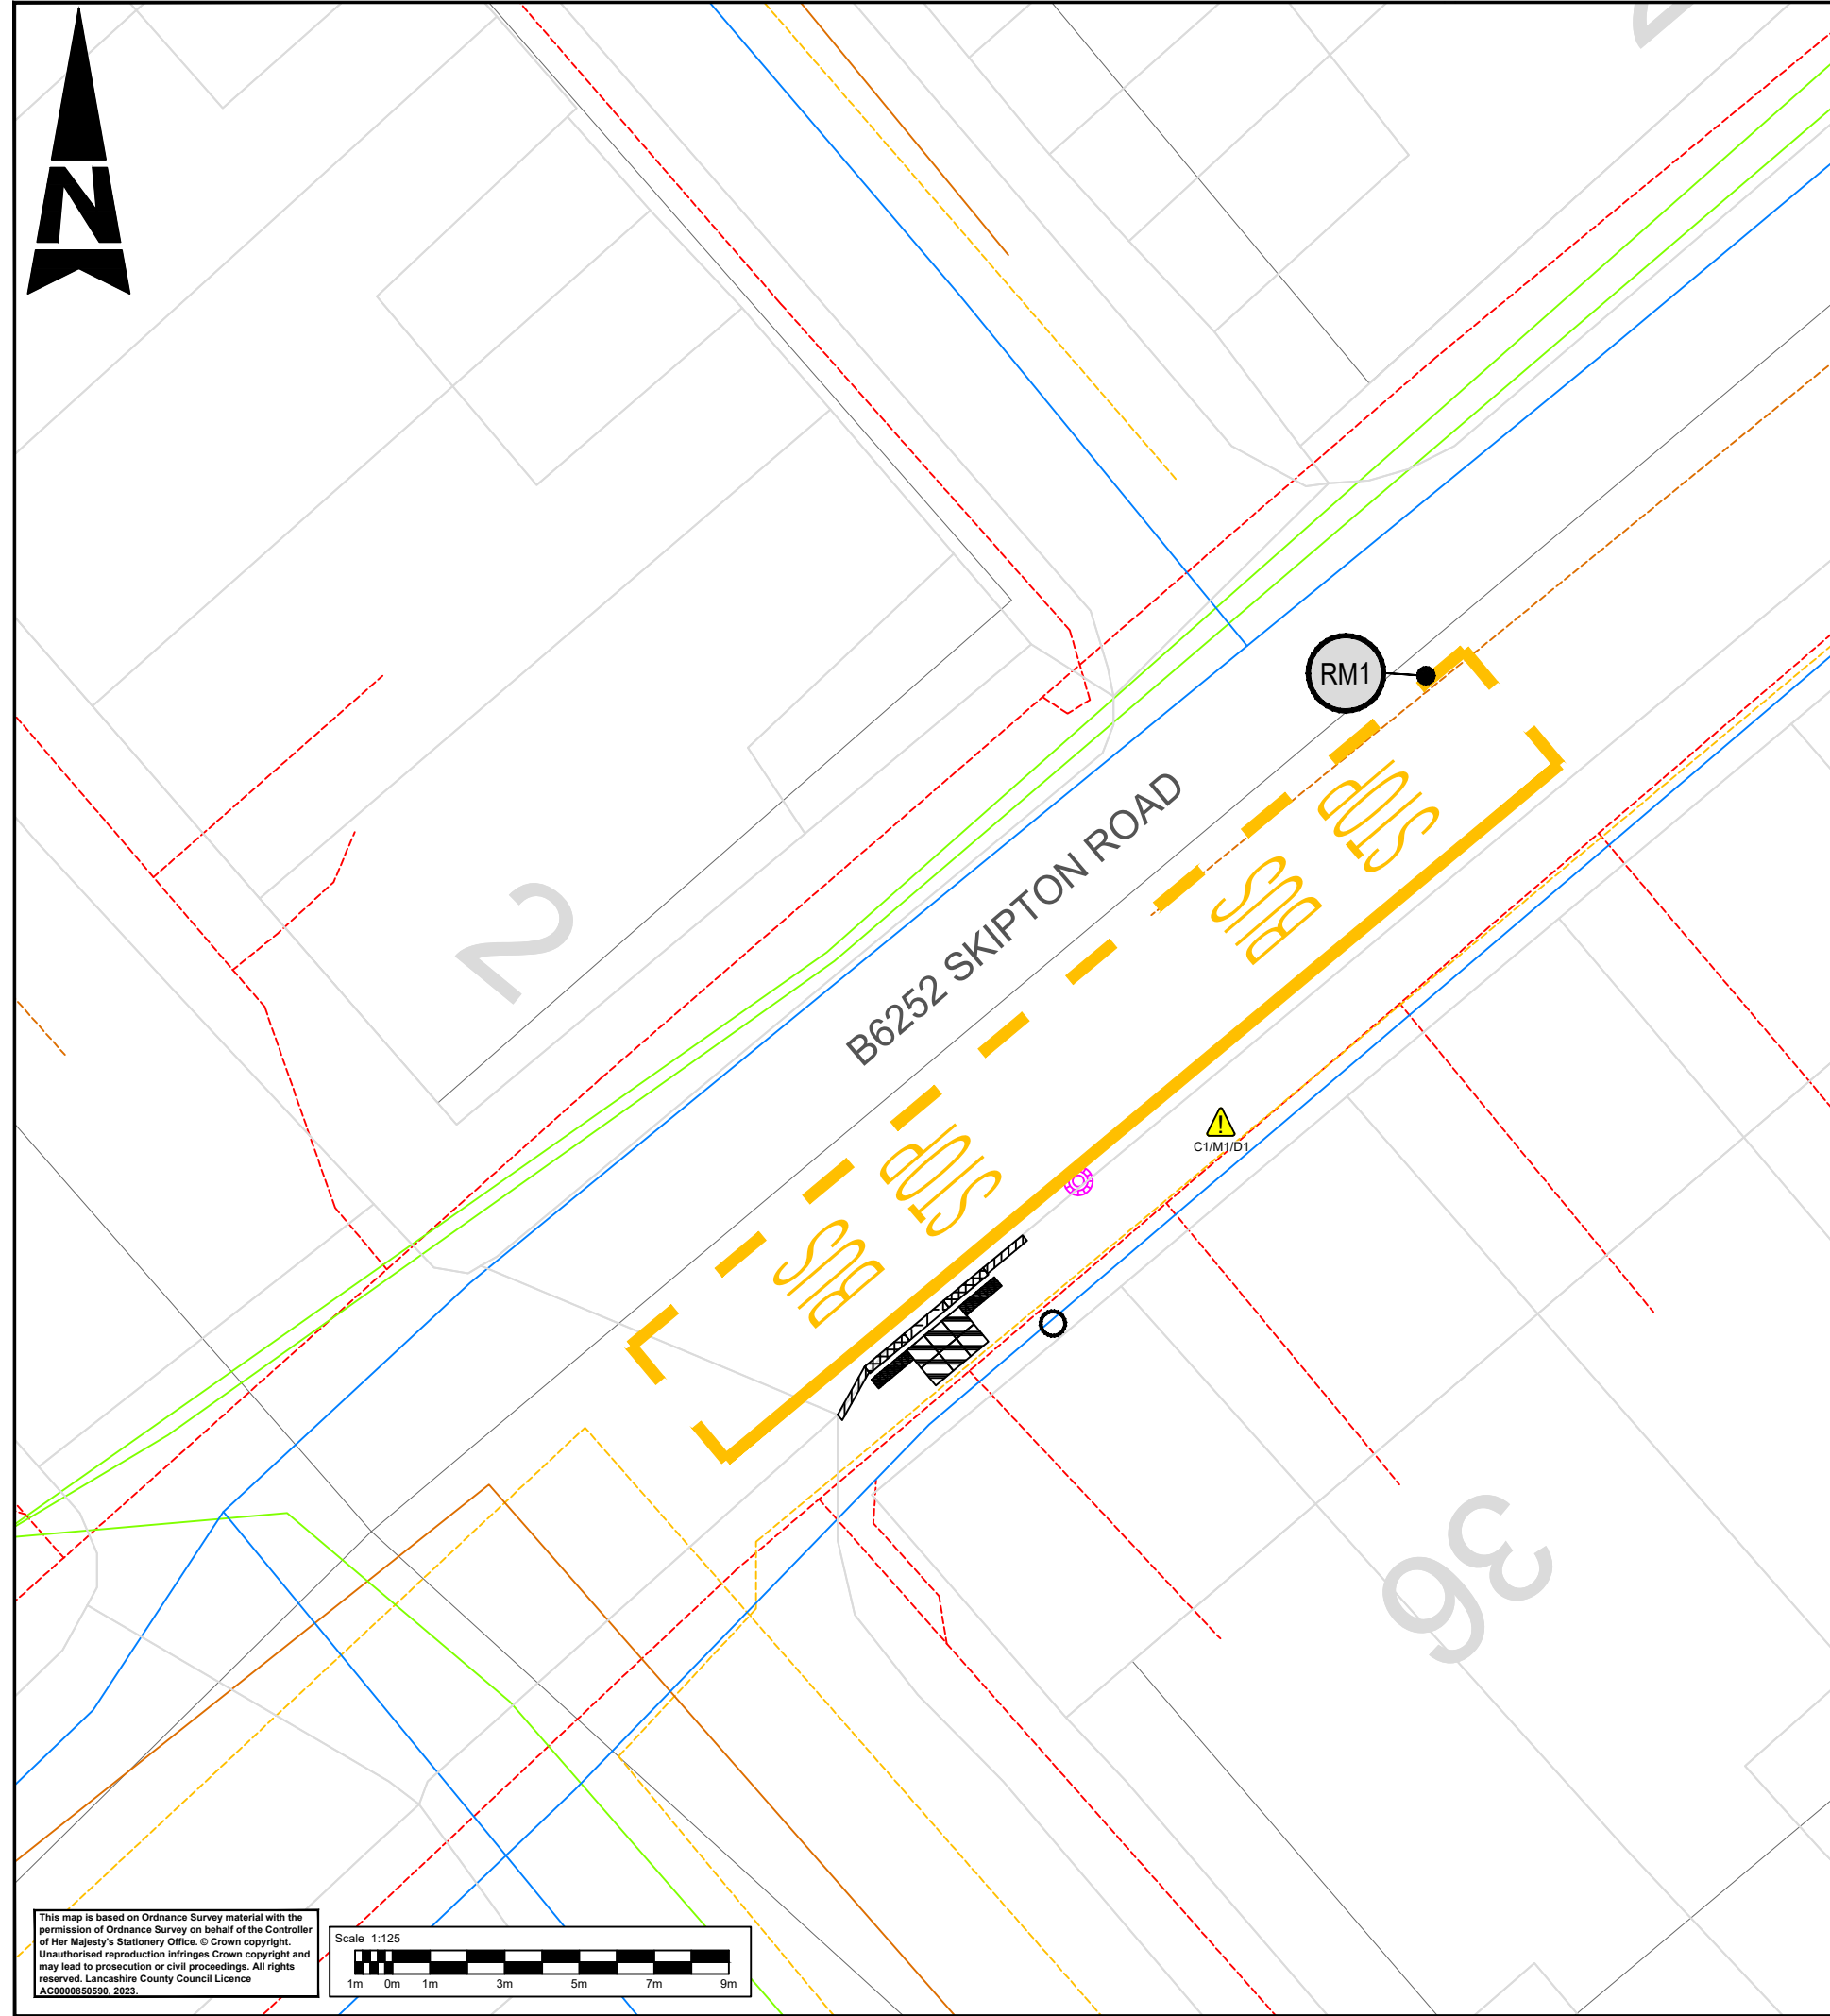 N
RM1
BUS
STOP
B6252 SKIPTON ROAD
2
BUS
STOP
C1/M1/D1
36
This map is based on Ordnance Survey material with the
permission of Ordnance Survey on behalf of the Controller
of Her Majesty's Stationery Office. © Crown copyright.
Unauthorised reproduction infringes Crown copyright and
may lead to prosecution or civil proceedings. All rights
reserved. Lancashire County Council Licence
AC0000850590, 2023.
Scale 1:125
1m 0m 1m 3m 5m 7m 9m